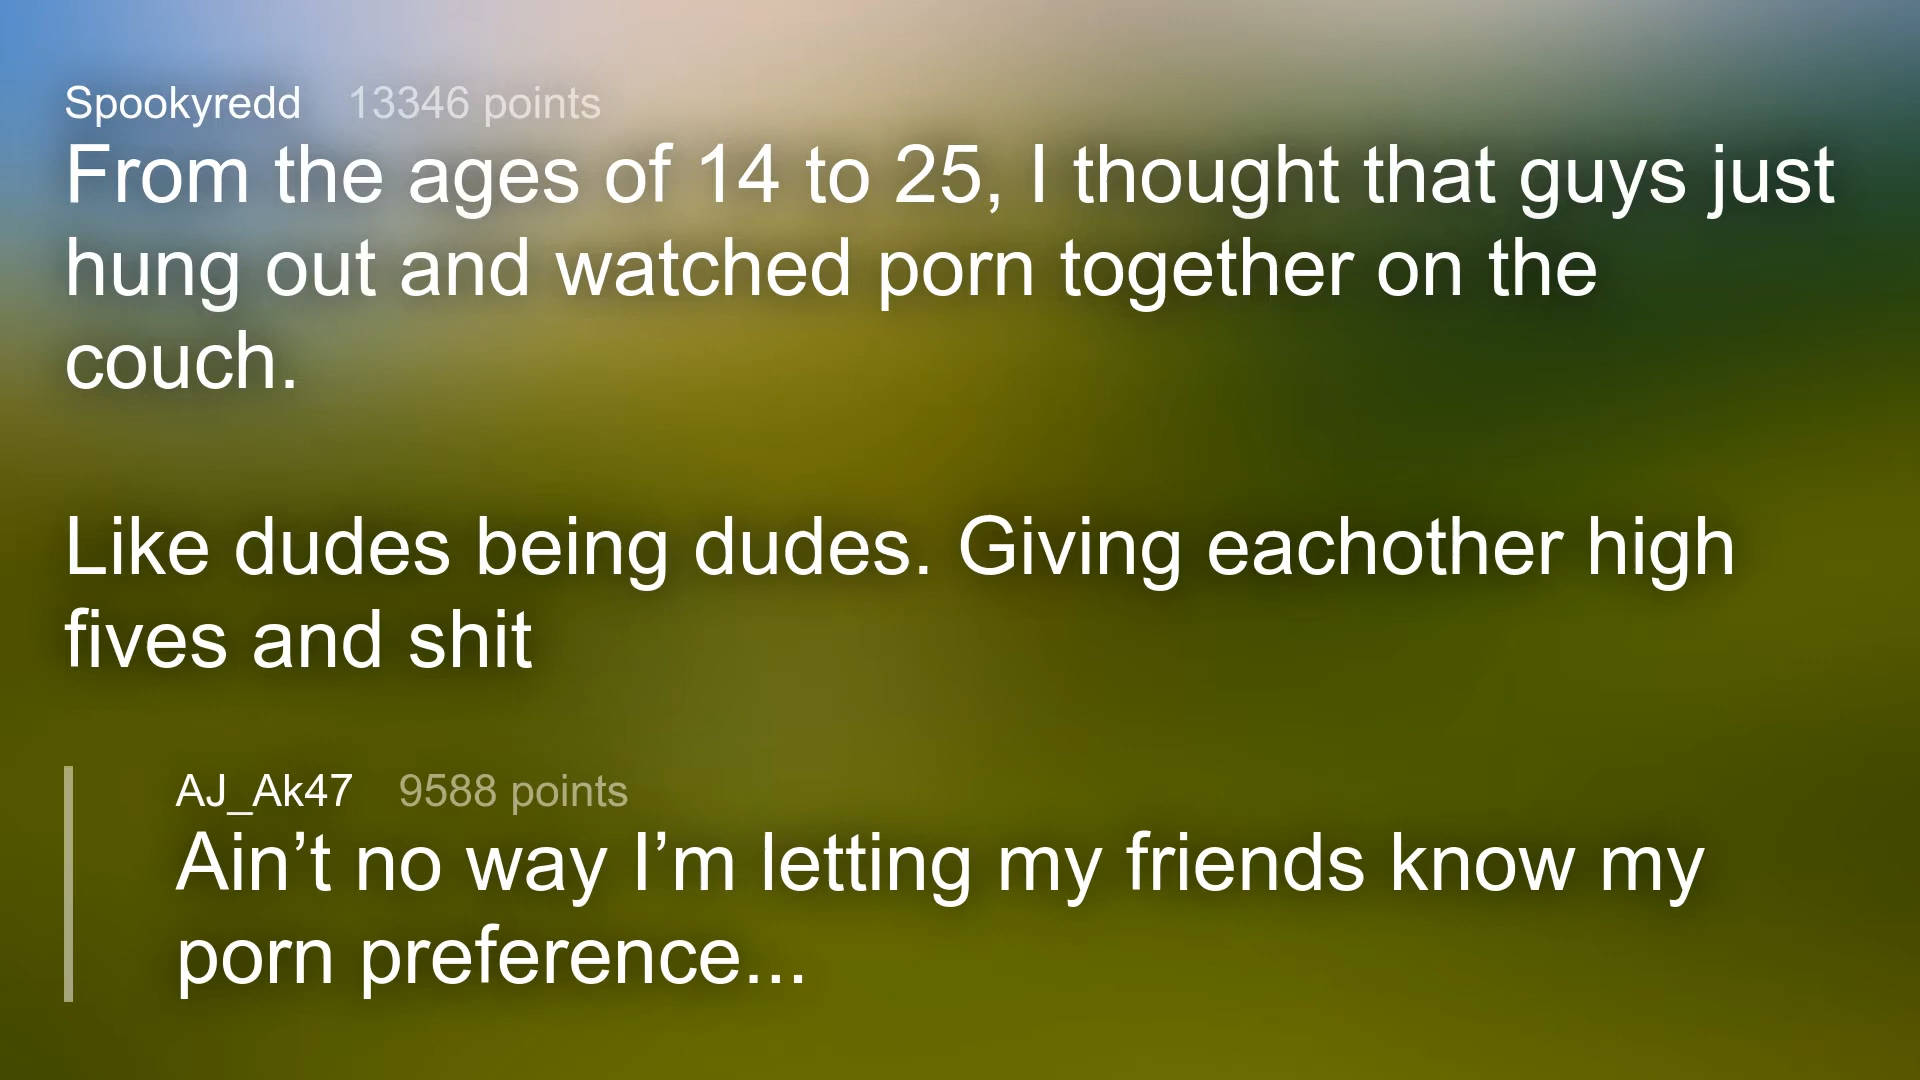 Spookyredd 13346 points
From the ages of 14 to 25, I thought that guys just
hung out and watched porn together on the
couch.
Like dudes being dudes. Giving eachother high
fives and shit
AJ_Ak47 9588 points
Ain’t no way I’m letting my friends know my
porn preference...